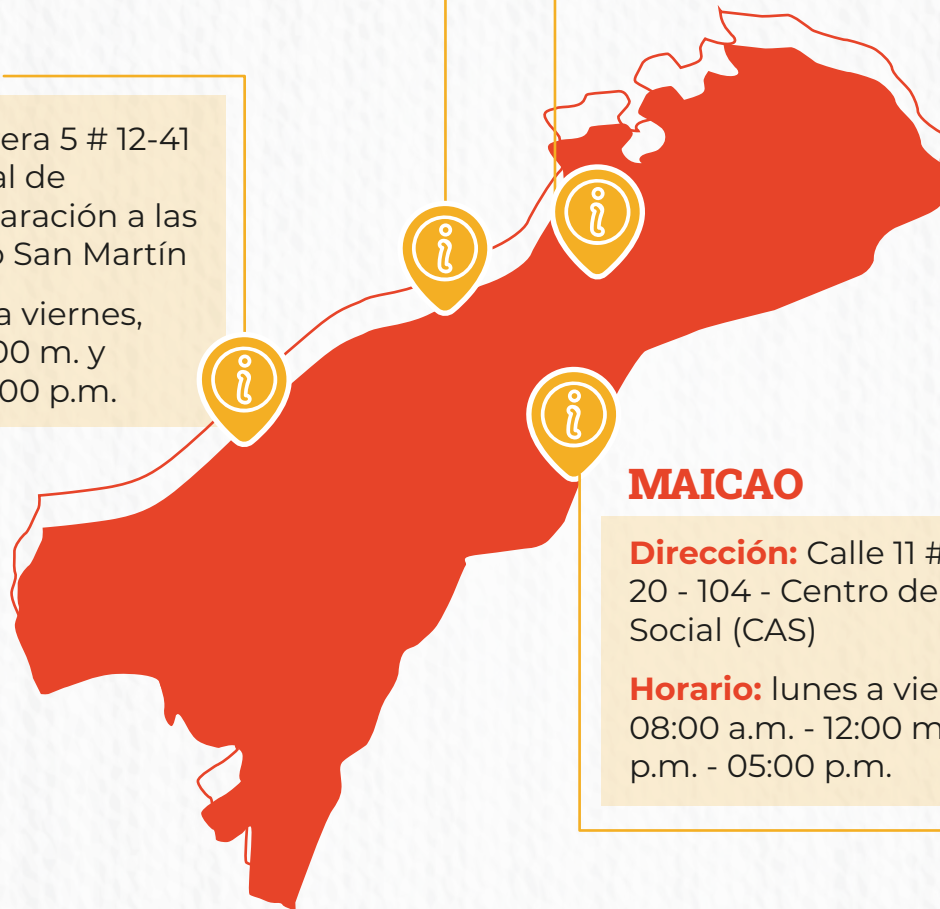 era 5 # 12-41
al de
aración a las
o San Martín
a viernes,
00 m. y
:00 p.m.
MAICAO
Dirección: Calle 11 #
20 - 104 - Centro de
Social (CAS)
Horario: lunes a vie
08:00 a.m. - 12:00 m
p.m. - 05:00 p.m.